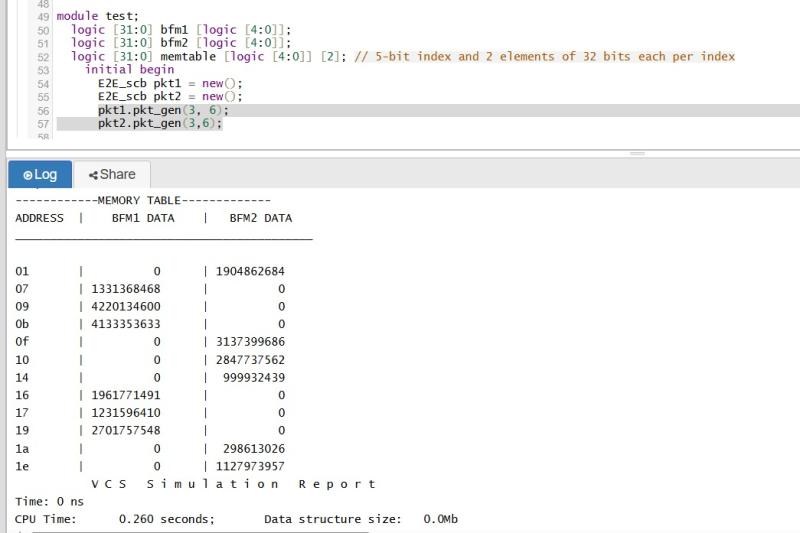 48
49 module test;
50 logic [31:0] bfm1 [logic [4:0]];
51 logic [31:0] bfm2 [logic [4:0]];
52 logic [31:0] memtable [logic [4:0]] [2]; // 5-bit index and 2 elements of 32 bits each per index
53 initial begin
54 E2E_scb pkt1 = new();
55 E2E_scb pkt2 = new();
56 pkt1.pkt_gen(3, 6);
57 pkt2.pkt_gen(3,6);
58
Log Share
------------MEMORY TABLE-------------
ADDRESS | BFM1 DATA | BFM2 DATA
01 | 0 | 1904862684
07 | 1331368468 | 0
09 | 4220134600 | 0
0b | 4133353633 | 0
0f | 0 | 3137399686
10 | 0 | 2847737562
14 | 0 | 999932439
16 | 1961771491 | 0
17 | 1231596410 | 0
19 | 2701757548 | 0
1a | 0 | 298613026
1e | 0 | 1127973957
V C S S i m u l a t i o n R e p o r t
Time: 0 ns
CPU Time: 0.260 seconds; Data structure size: 0.0Mb